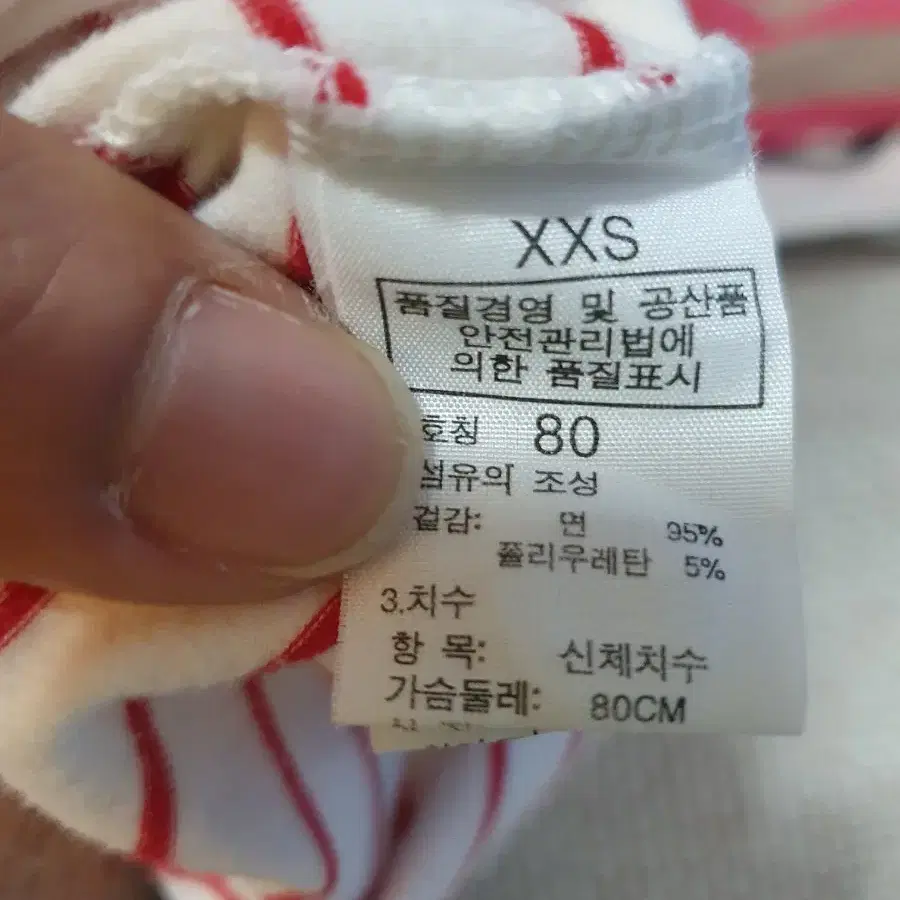 XXS
품질경영 및 공산품
안전관리법에
의한 품질표시
호칭 80
섬유의 조성
겉감: 면 95%
폴리우레탄 5%
3.치수
항 목: 신체치수
가슴둘레: 80CM